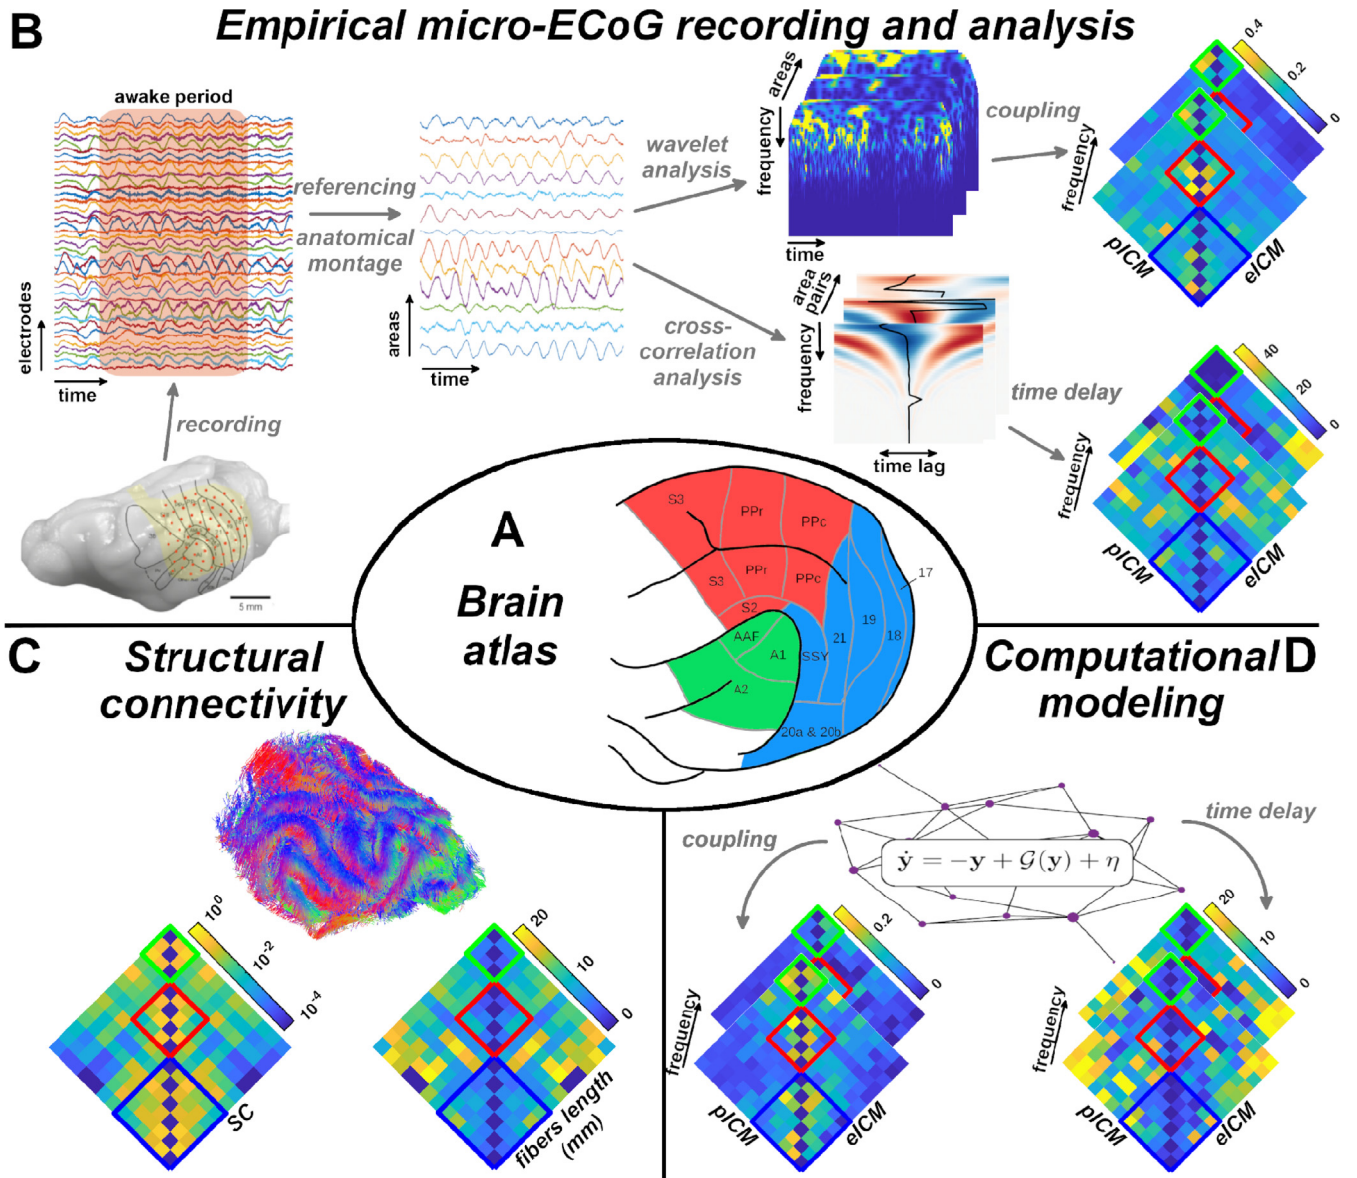 B
Empirical micro-ECoG recording and analysis
awake period
electrodes
time
recording
5 mm
referencing
anatomical
montage
areas
time
wavelet
analysis
cross-
correlation
analysis
areas
frequency
time
area
pairs
frequency
time lag
coupling
0.4
0.2
0
frequency
pICM
eICM
time delay
40
20
0
frequency
pICM
eICM
A
Brain
atlas
S3
PPr
PPc
S3
PPr
PPc
S2
AAF
A1
A2
SSY
21
19
18
17
20a & 20b
C
Structural
connectivity
10^0
10^-2
10^-4
SC
20
10
0
fibers length
(mm)
Computational D
modeling
coupling
time delay
ẏ = −y + 𝒢(y) + η
0.2
0
frequency
pICM
eICM
20
10
0
frequency
pICM
eICM